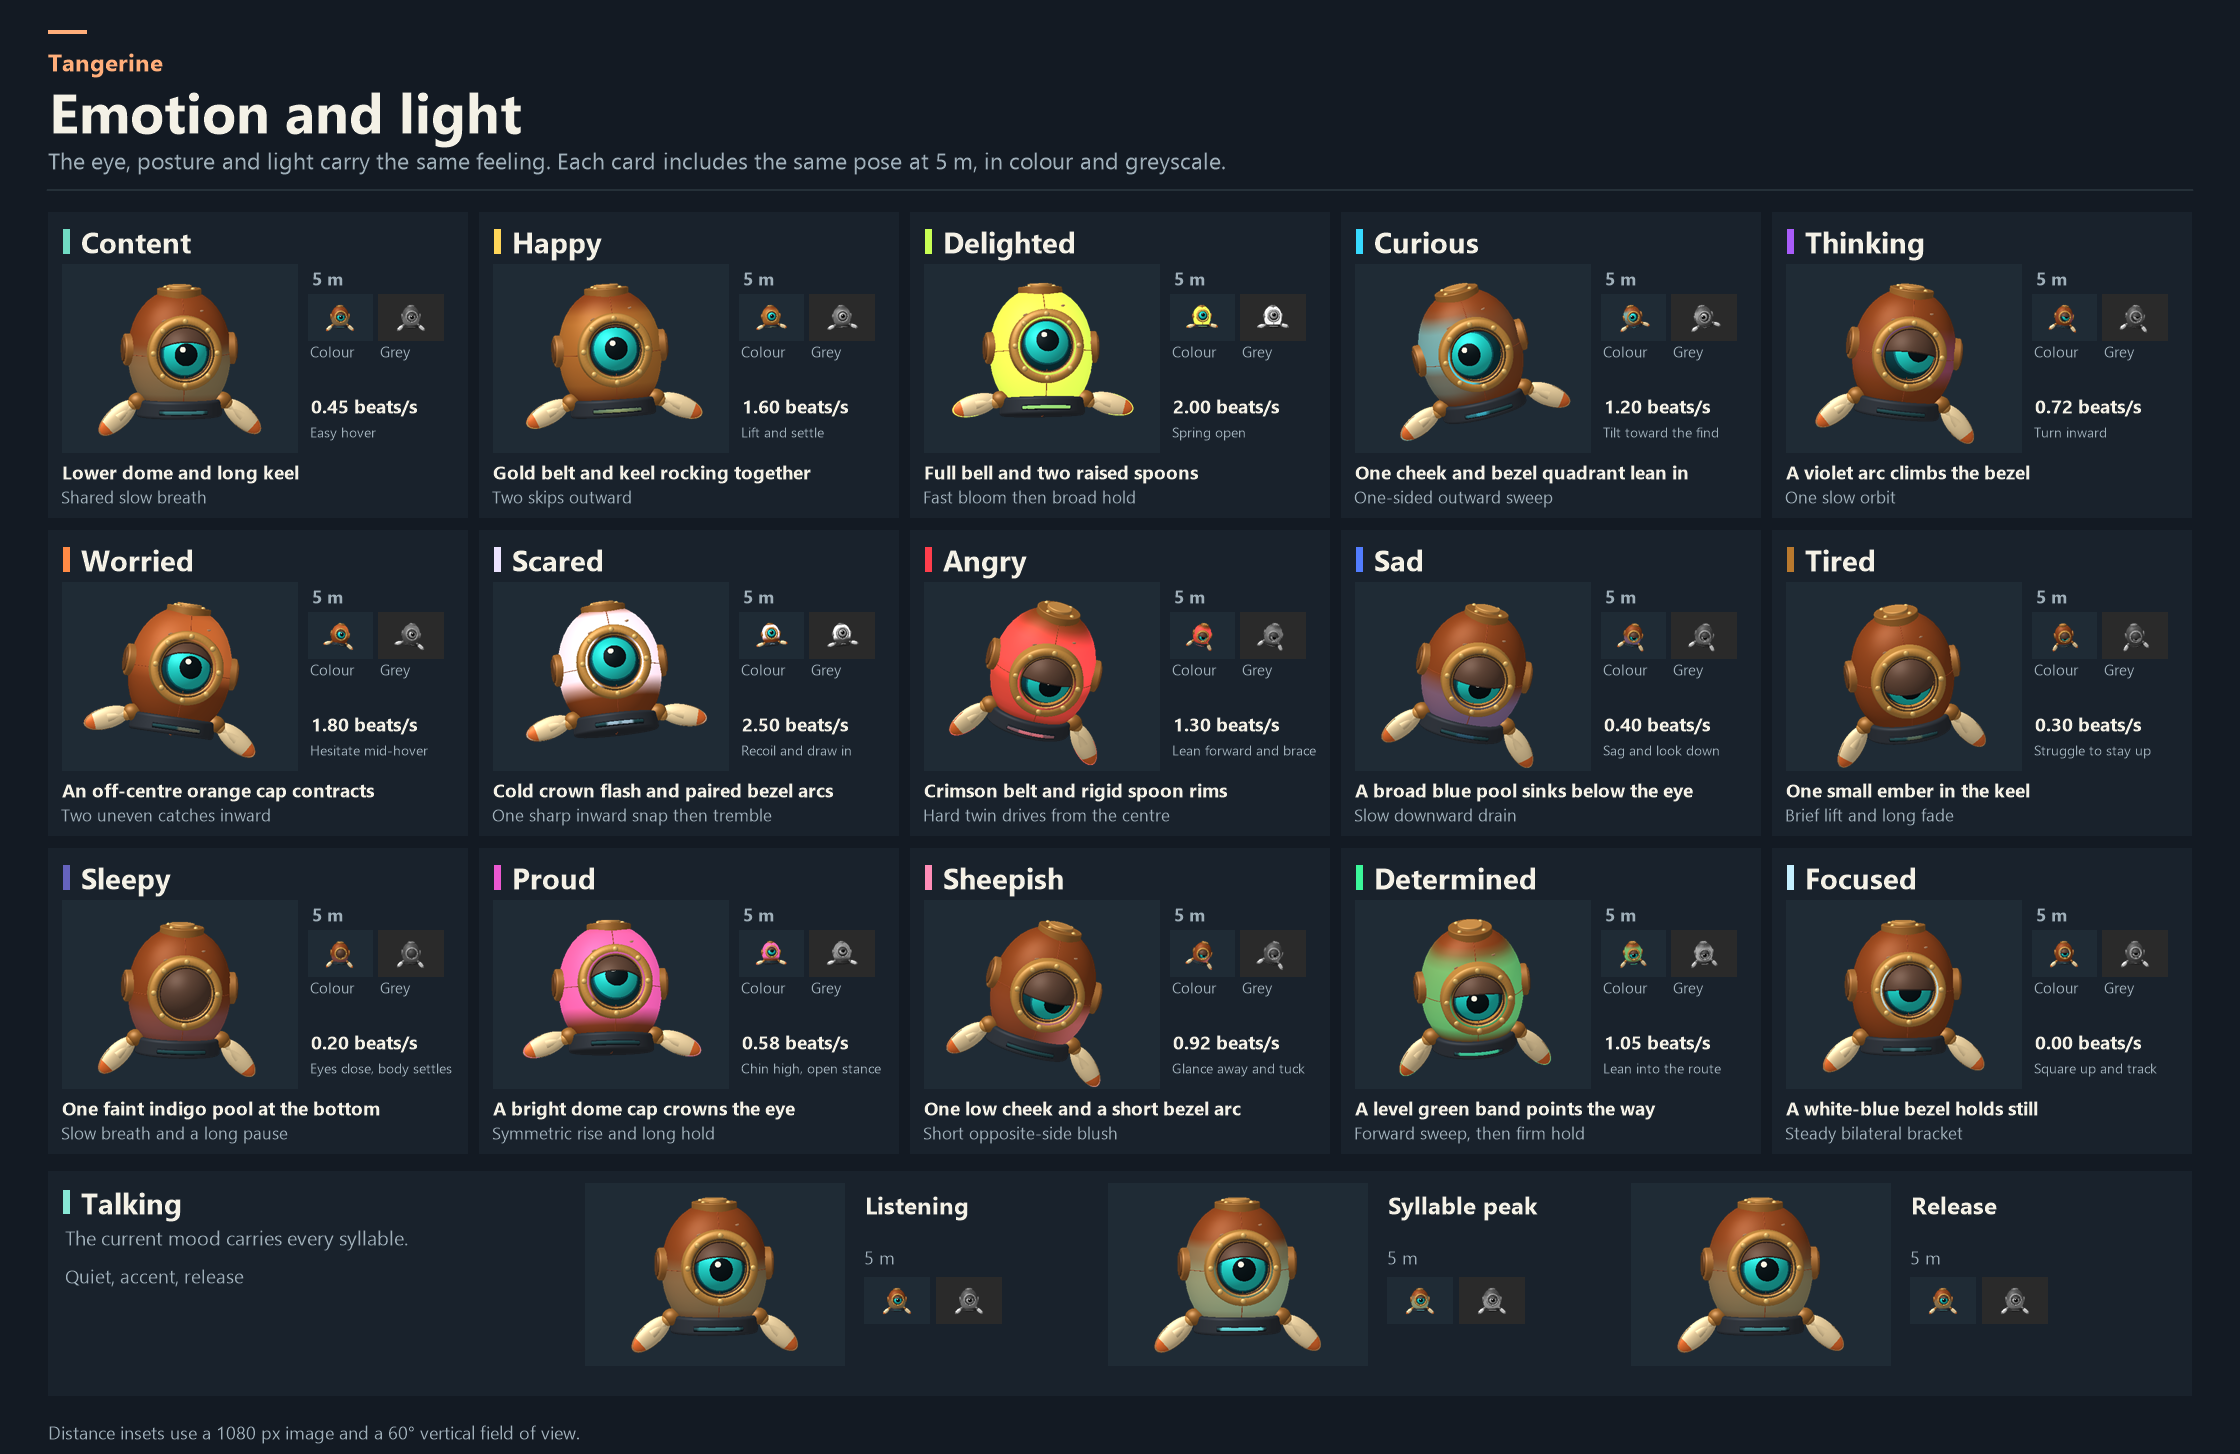 Tangerine
Emotion and light
The eye, posture and light carry the same feeling. Each card includes the same pose at 5 m, in colour and greyscale.
Content
5 m
Colour Grey
0.45 beats/s
Easy hover
Lower dome and long keel
Shared slow breath
Happy
5 m
Colour Grey
1.60 beats/s
Lift and settle
Gold belt and keel rocking together
Two skips outward
Delighted
5 m
Colour Grey
2.00 beats/s
Spring open
Full bell and two raised spoons
Fast bloom then broad hold
Curious
5 m
Colour Grey
1.20 beats/s
Tilt toward the find
One cheek and bezel quadrant lean in
One-sided outward sweep
Thinking
5 m
Colour Grey
0.72 beats/s
Turn inward
A violet arc climbs the bezel
One slow orbit
Worried
5 m
Colour Grey
1.80 beats/s
Hesitate mid-hover
An off-centre orange cap contracts
Two uneven catches inward
Scared
5 m
Colour Grey
2.50 beats/s
Recoil and draw in
Cold crown flash and paired bezel arcs
One sharp inward snap then tremble
Angry
5 m
Colour Grey
1.30 beats/s
Lean forward and brace
Crimson belt and rigid spoon rims
Hard twin drives from the centre
Sad
5 m
Colour Grey
0.40 beats/s
Sag and look down
A broad blue pool sinks below the eye
Slow downward drain
Tired
5 m
Colour Grey
0.30 beats/s
Struggle to stay up
One small ember in the keel
Brief lift and long fade
Sleepy
5 m
Colour Grey
0.20 beats/s
Eyes close, body settles
One faint indigo pool at the bottom
Slow breath and a long pause
Proud
5 m
Colour Grey
0.58 beats/s
Chin high, open stance
A bright dome cap crowns the eye
Symmetric rise and long hold
Sheepish
5 m
Colour Grey
0.92 beats/s
Glance away and tuck
One low cheek and a short bezel arc
Short opposite-side blush
Determined
5 m
Colour Grey
1.05 beats/s
Lean into the route
A level green band points the way
Forward sweep, then firm hold
Focused
5 m
Colour Grey
0.00 beats/s
Square up and track
A white-blue bezel holds still
Steady bilateral bracket
Talking
The current mood carries every syllable.
Quiet, accent, release
Listening
5 m
Syllable peak
5 m
Release
5 m
Distance insets use a 1080 px image and a 60° vertical field of view.